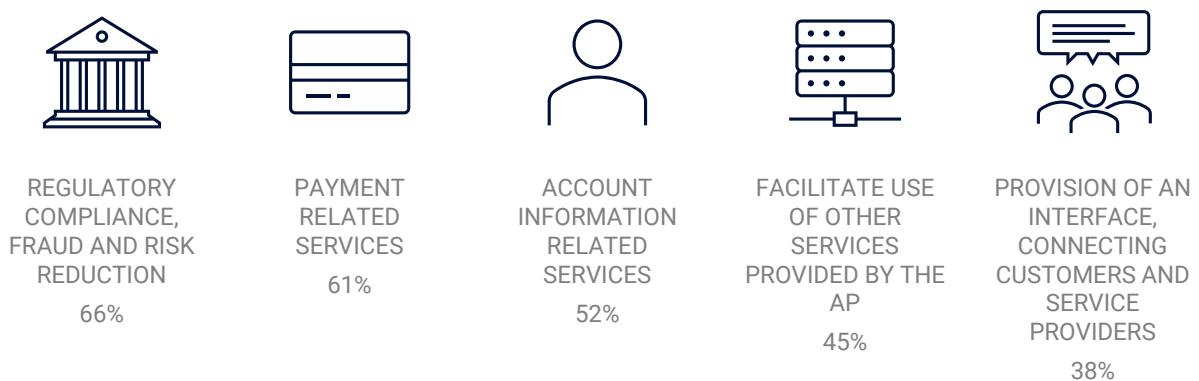 REGULATORY
COMPLIANCE,
FRAUD AND RISK
REDUCTION
66%
PAYMENT
RELATED
SERVICES
61%
ACCOUNT
INFORMATION
RELATED
SERVICES
52%
FACILITATE USE
OF OTHER
SERVICES
PROVIDED BY THE
AP
45%
PROVISION OF AN
INTERFACE,
CONNECTING
CUSTOMERS AND
SERVICE
PROVIDERS
38%